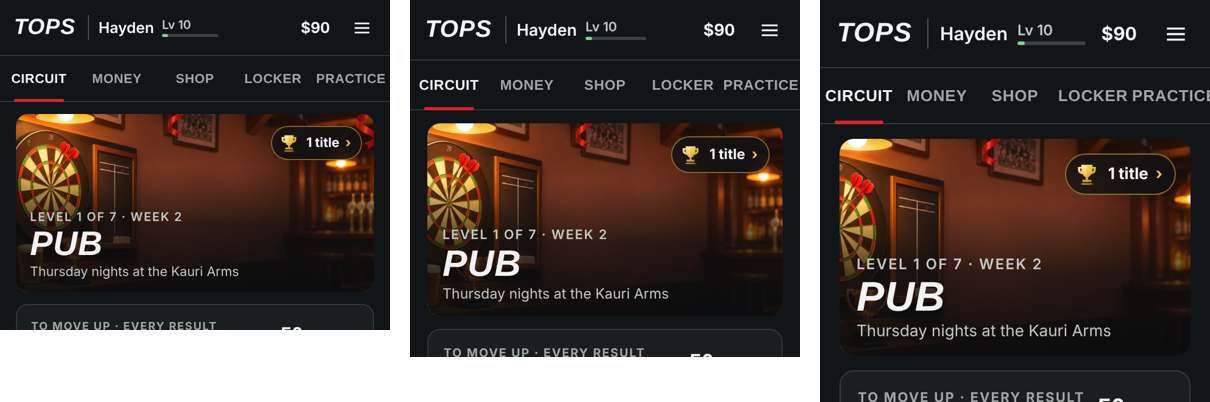 TOPS Hayden Lv 10 $90
CIRCUIT MONEY SHOP LOCKER PRACTICE
1 title ›
LEVEL 1 OF 7 · WEEK 2
PUB
Thursday nights at the Kauri Arms
TO MOVE UP · EVERY RESULT
TOPS Hayden Lv 10 $90
CIRCUIT MONEY SHOP LOCKER PRACTICE
1 title ›
LEVEL 1 OF 7 · WEEK 2
PUB
Thursday nights at the Kauri Arms
TO MOVE UP · EVERY RESULT
TOPS Hayden Lv 10 $90
CIRCUIT MONEY SHOP LOCKER PRACTICE
1 title ›
LEVEL 1 OF 7 · WEEK 2
PUB
Thursday nights at the Kauri Arms
TO MOVE UP · EVERY RESULT